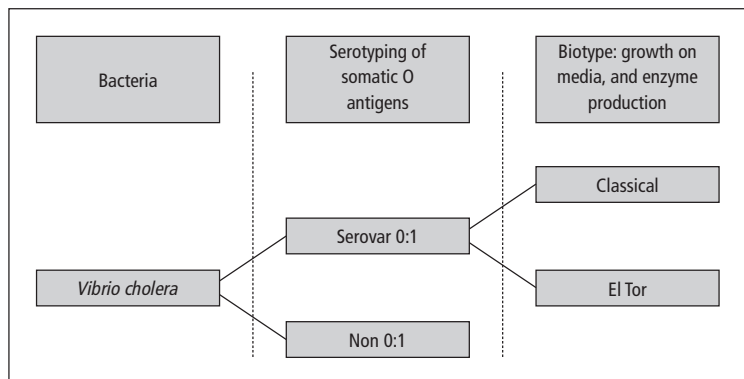 Bacteria
Serotyping of
somatic O
antigens
Biotype: growth on
media, and enzyme
production
Classical
Serovar 0:1
Vibrio cholera
El Tor
Non 0:1